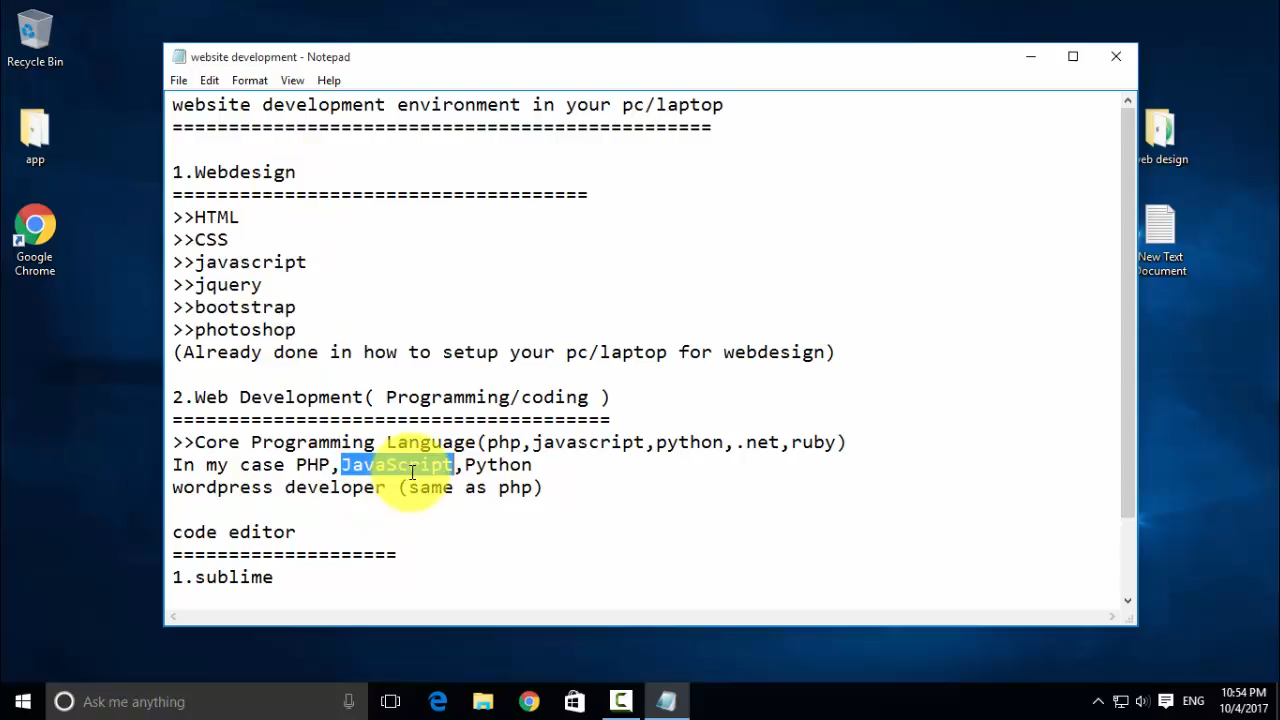 Recycle Bin
app
Google
Chrome
website development - Notepad
File Edit Format View Help
website development environment in your pc/laptop
================================================
1.Webdesign
=====================================
>>HTML
>>CSS
>>javascript
>>jquery
>>bootstrap
>>photoshop
(Already done in how to setup your pc/laptop for webdesign)
2.Web Development( Programming/coding )
=======================================
>>Core Programming Language(php,javascript,python,.net,ruby)
In my case PHP,JavaScript,Python
wordpress developer (same as php)
code editor
====================
1.sublime
web design
New Text
Document
Ask me anything
ENG
10:54 PM
10/4/2017